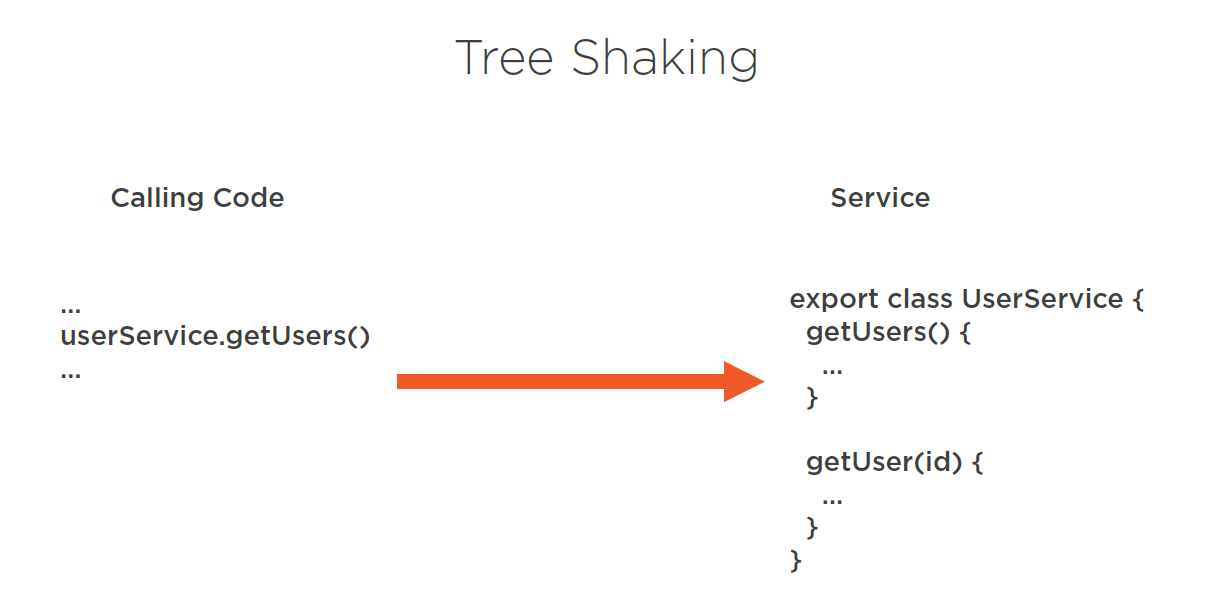 Tree Shaking
Calling Code
...
userService.getUsers()
...
Service
export class UserService {
getUsers() {
...
}
getUser(id) {
...
}
}